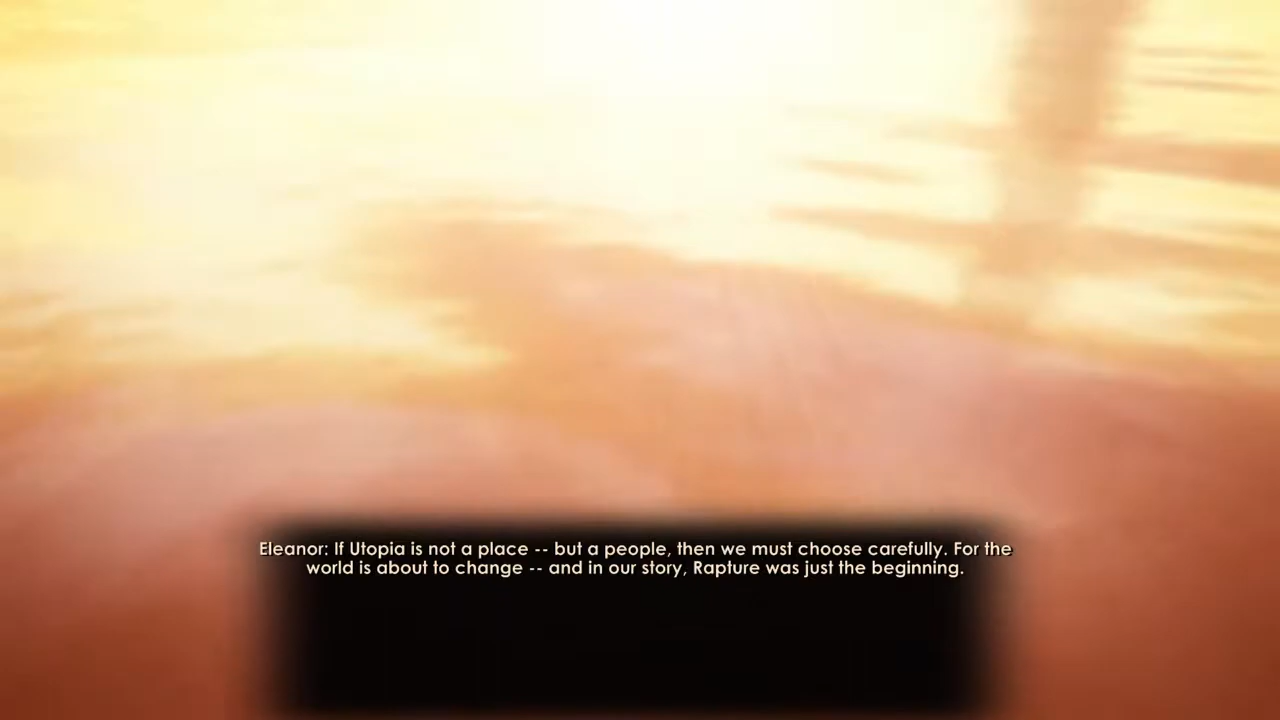 Eleanor: If Utopia is not a place -- but a people, then we must choose carefully. For the
world is about to change -- and in our story, Rapture was just the beginning.